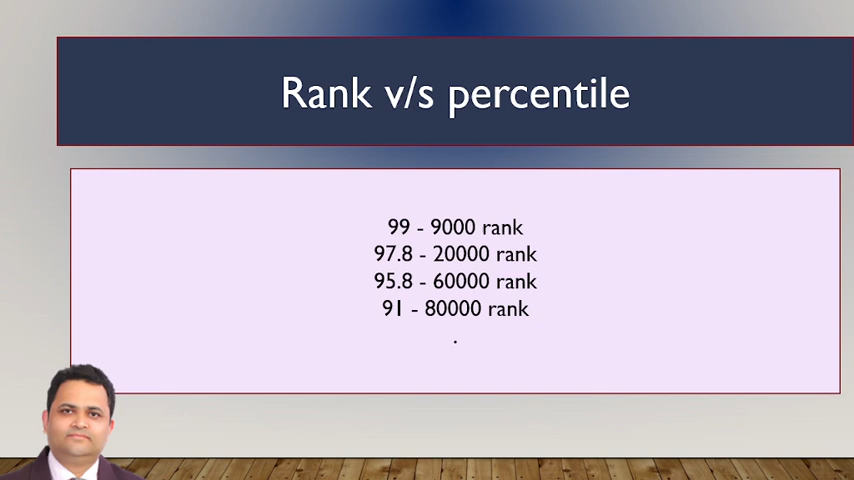 Rank v/s percentile
99 - 9000 rank
97.8 - 20000 rank
95.8 - 60000 rank
91 - 80000 rank
.